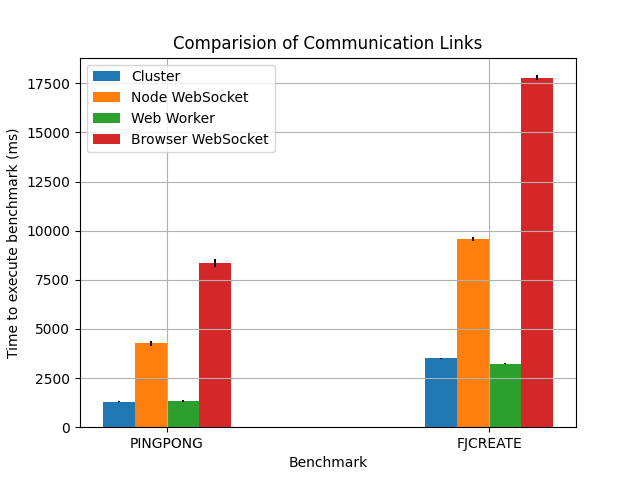 Comparision of Communication Links
Cluster
Node WebSocket
Web Worker
Browser WebSocket
Time to execute benchmark (ms)
17500
15000
12500
10000
7500
5000
2500
0
PINGPONG
FJCREATE
Benchmark